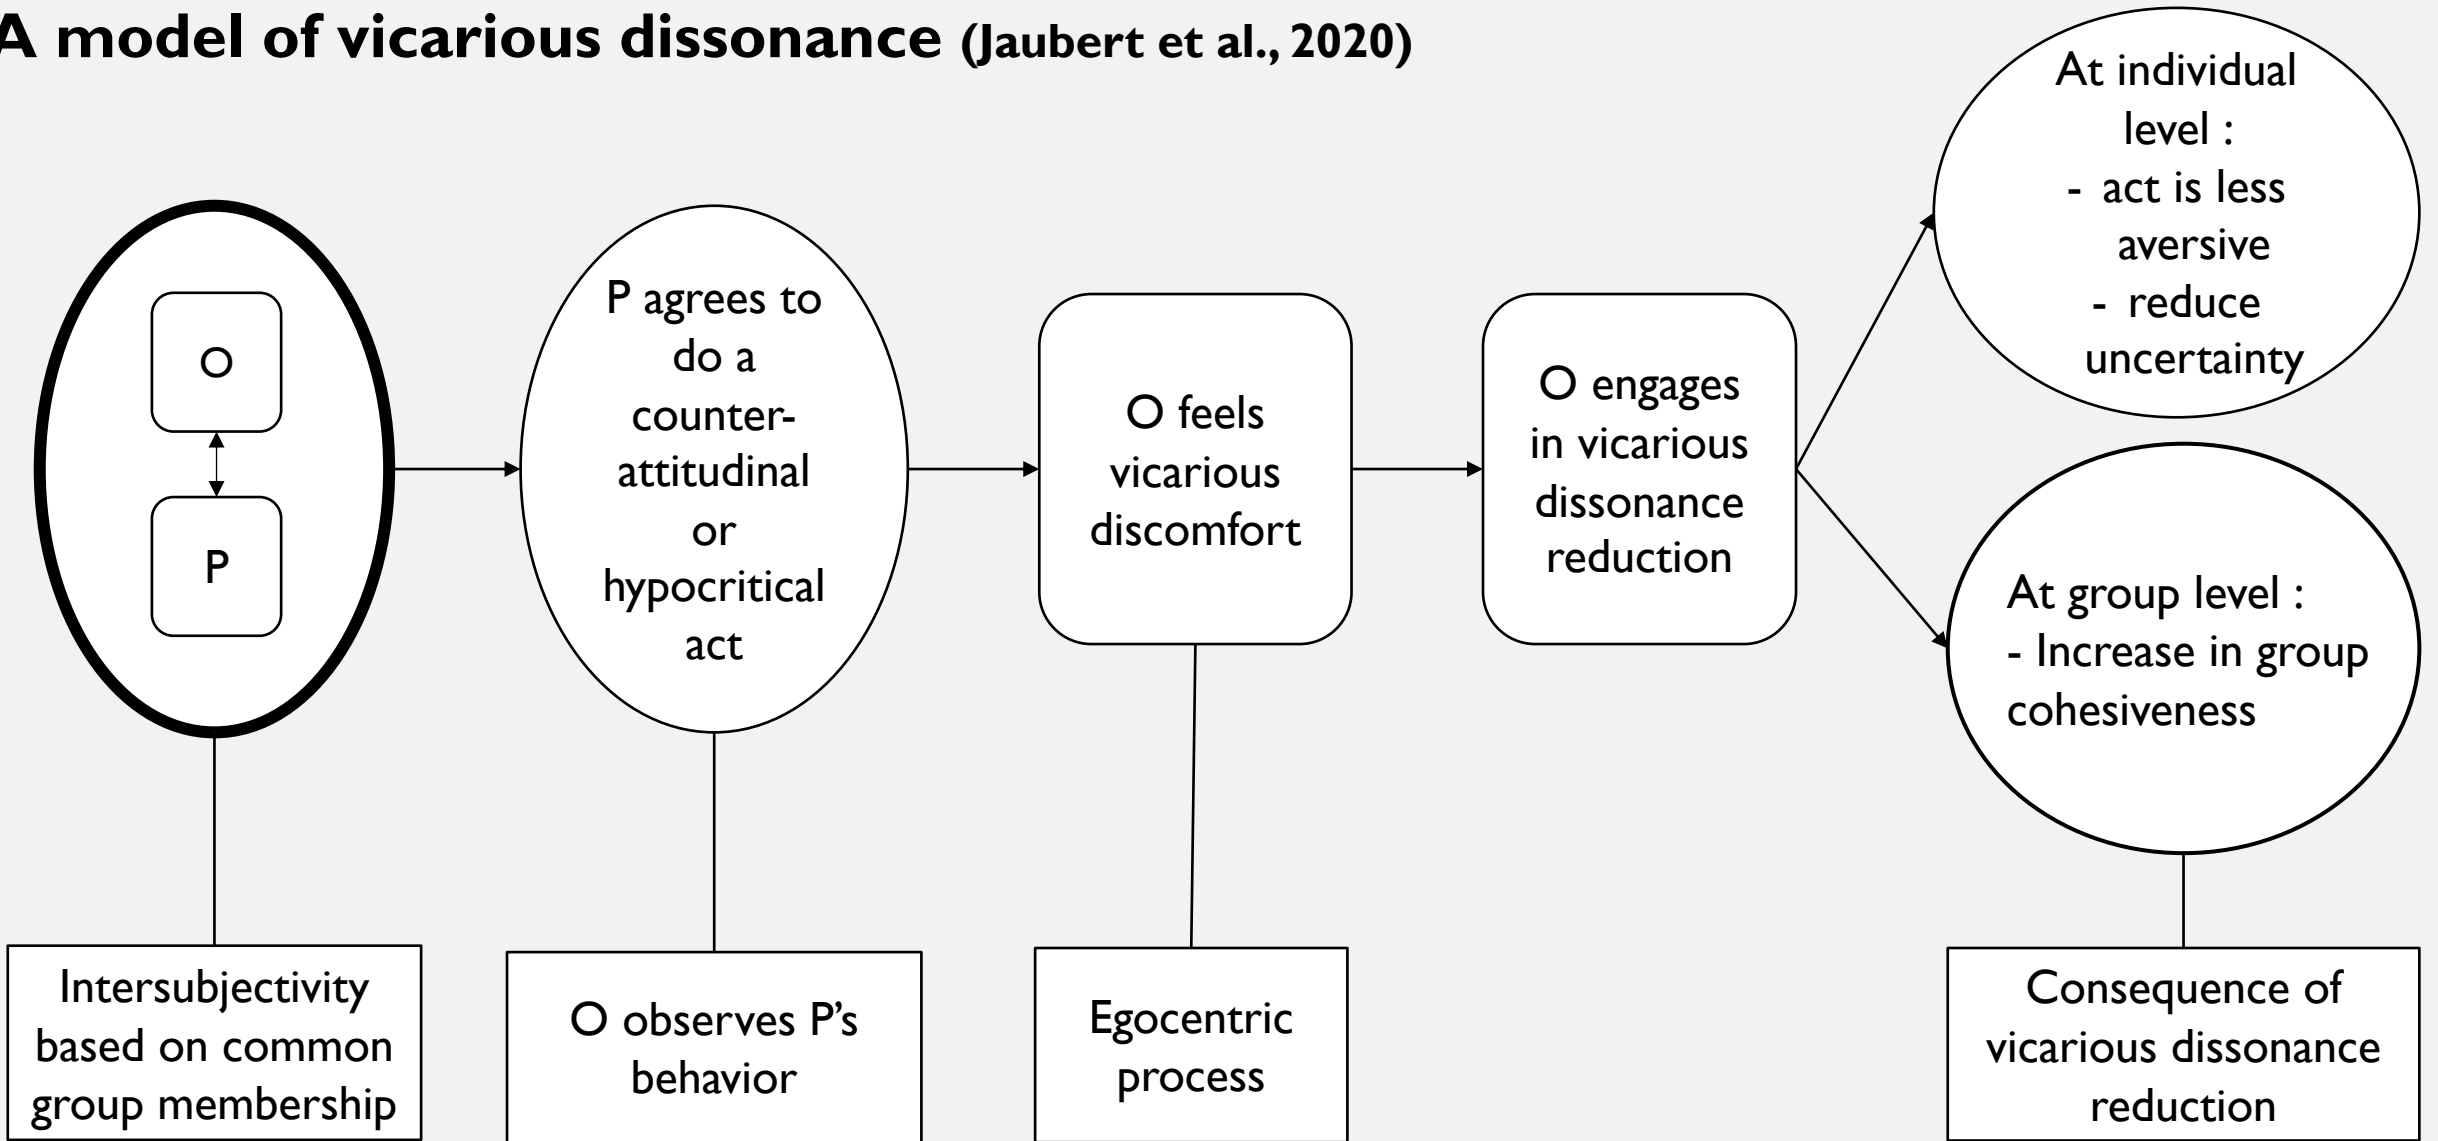 A model of vicarious dissonance (Jaubert et al., 2020)
O
P
P agrees to
do a
counter-
attitudinal
or
hypocritical
act
O feels
vicarious
discomfort
O engages
in vicarious
dissonance
reduction
At individual
level :
- act is less
aversive
- reduce
uncertainty
At group level :
- Increase in group
cohesiveness
Intersubjectivity
based on common
group membership
O observes P’s
behavior
Egocentric
process
Consequence of
vicarious dissonance
reduction